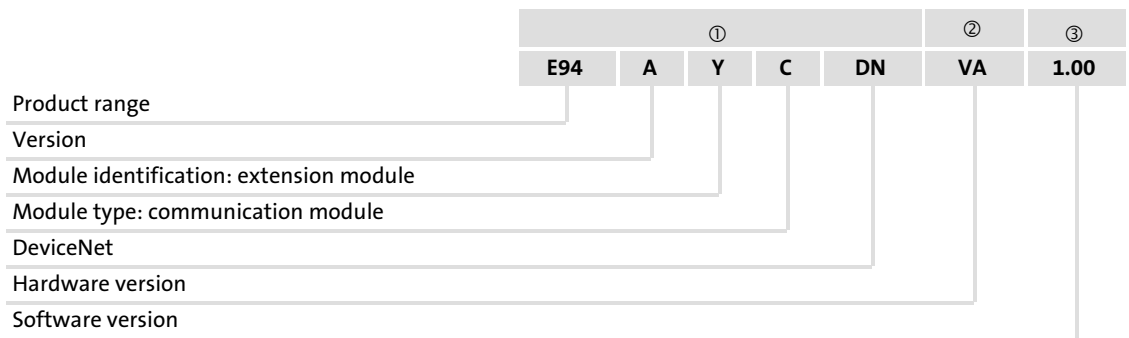 ① ② ③
E94 A Y C DN VA 1.00
Product range
Version
Module identification: extension module
Module type: communication module
DeviceNet
Hardware version
Software version